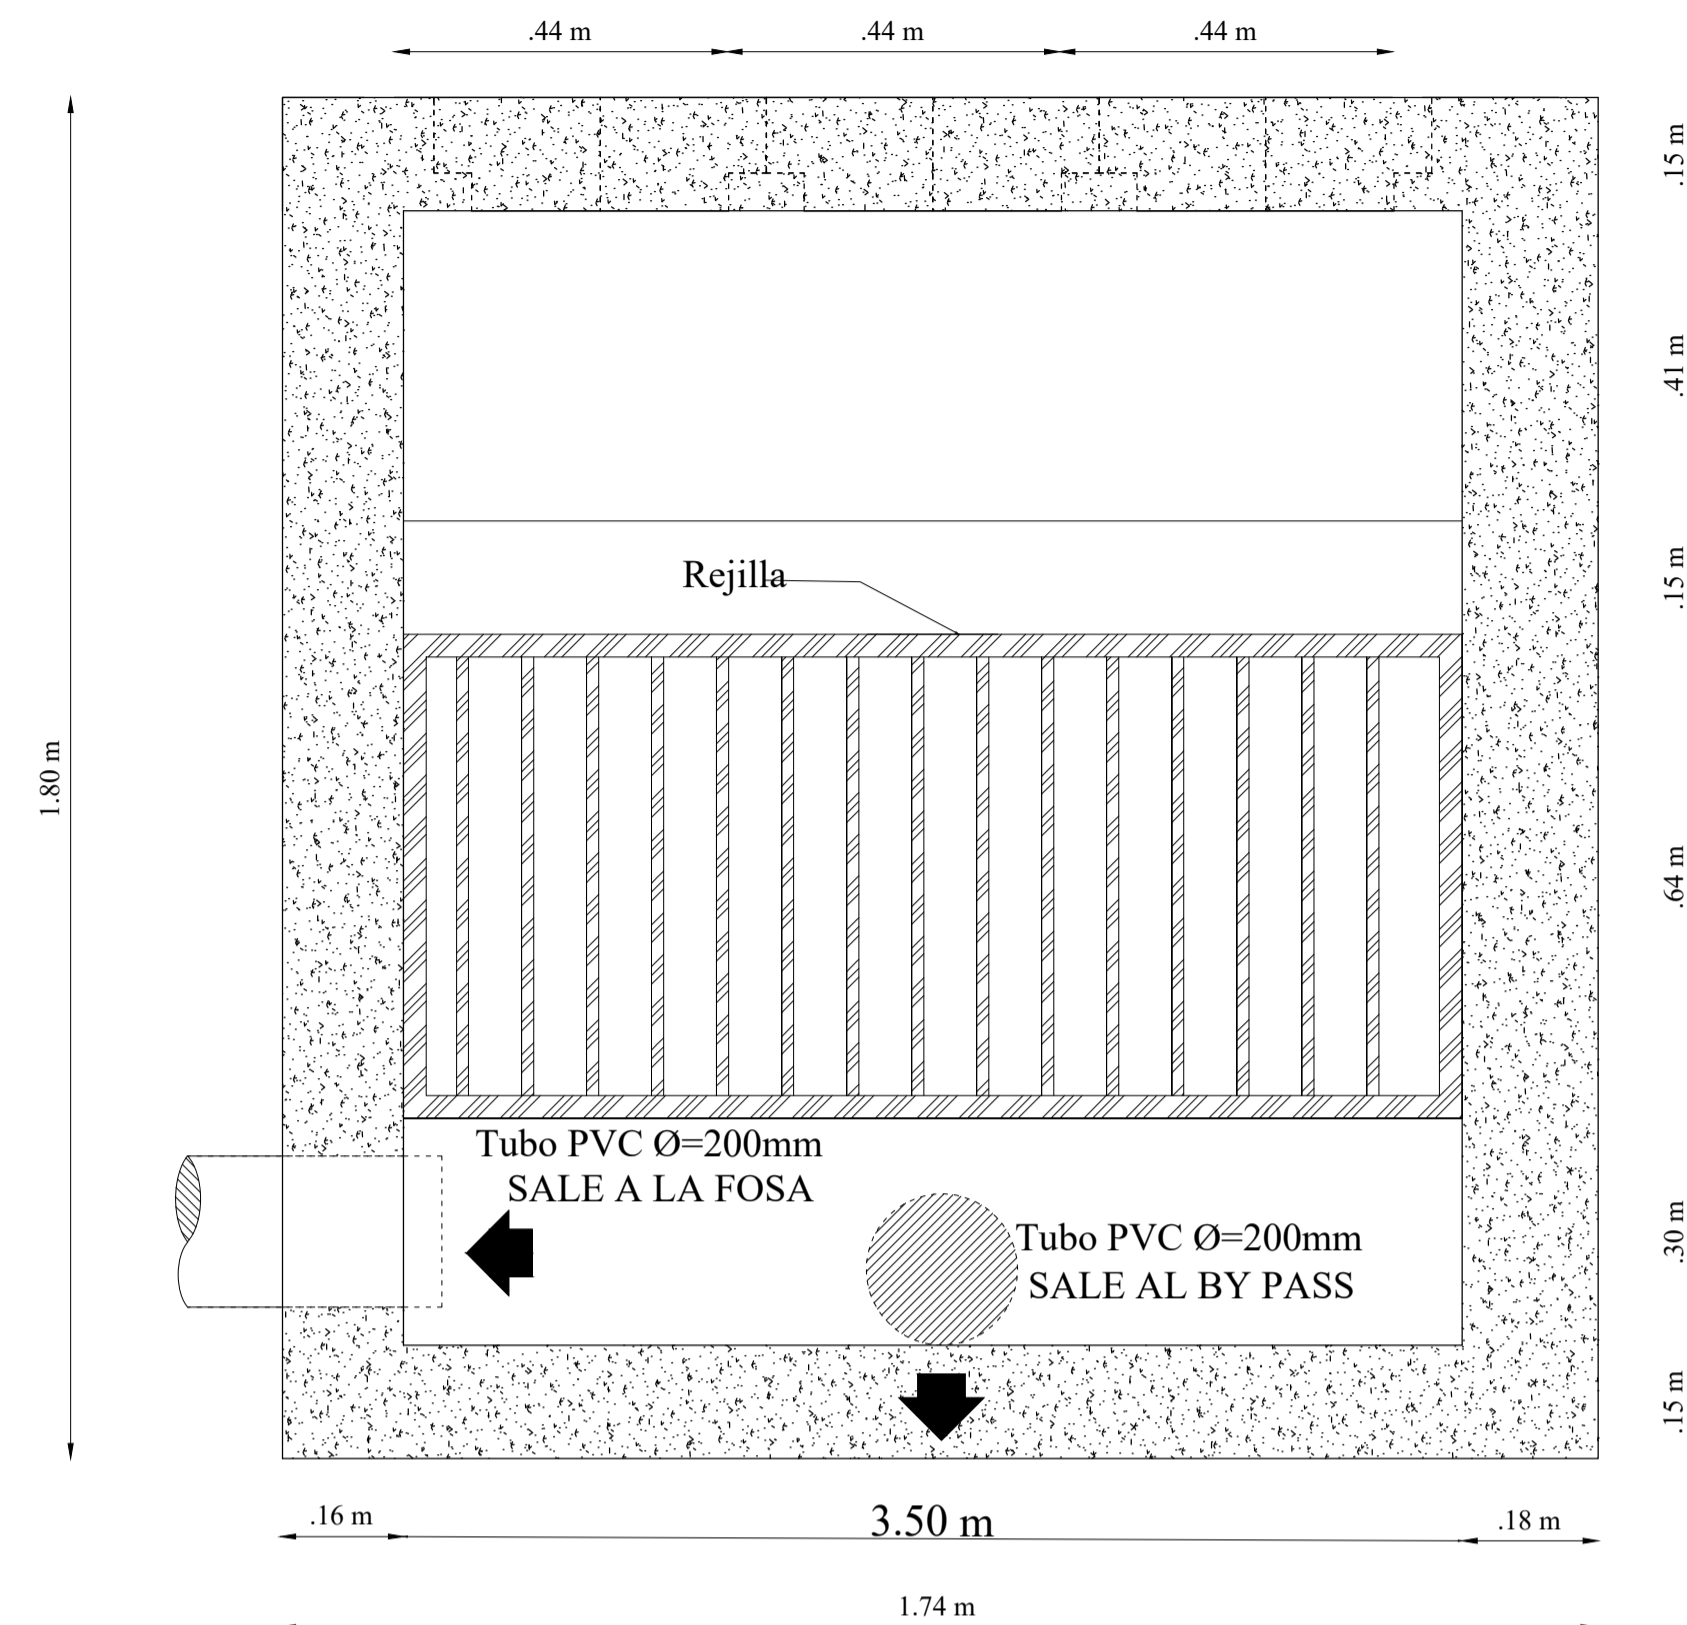 .44 m
.44 m
.44 m
.15 m
.41 m
Rejilla
.15 m
1.80 m
.64 m
Tubo PVC Ø=200mm
SALE A LA FOSA
Tubo PVC Ø=200mm
SALE AL BY PASS
.30 m
.15 m
.16 m
3.50 m
.18 m
1.74 m